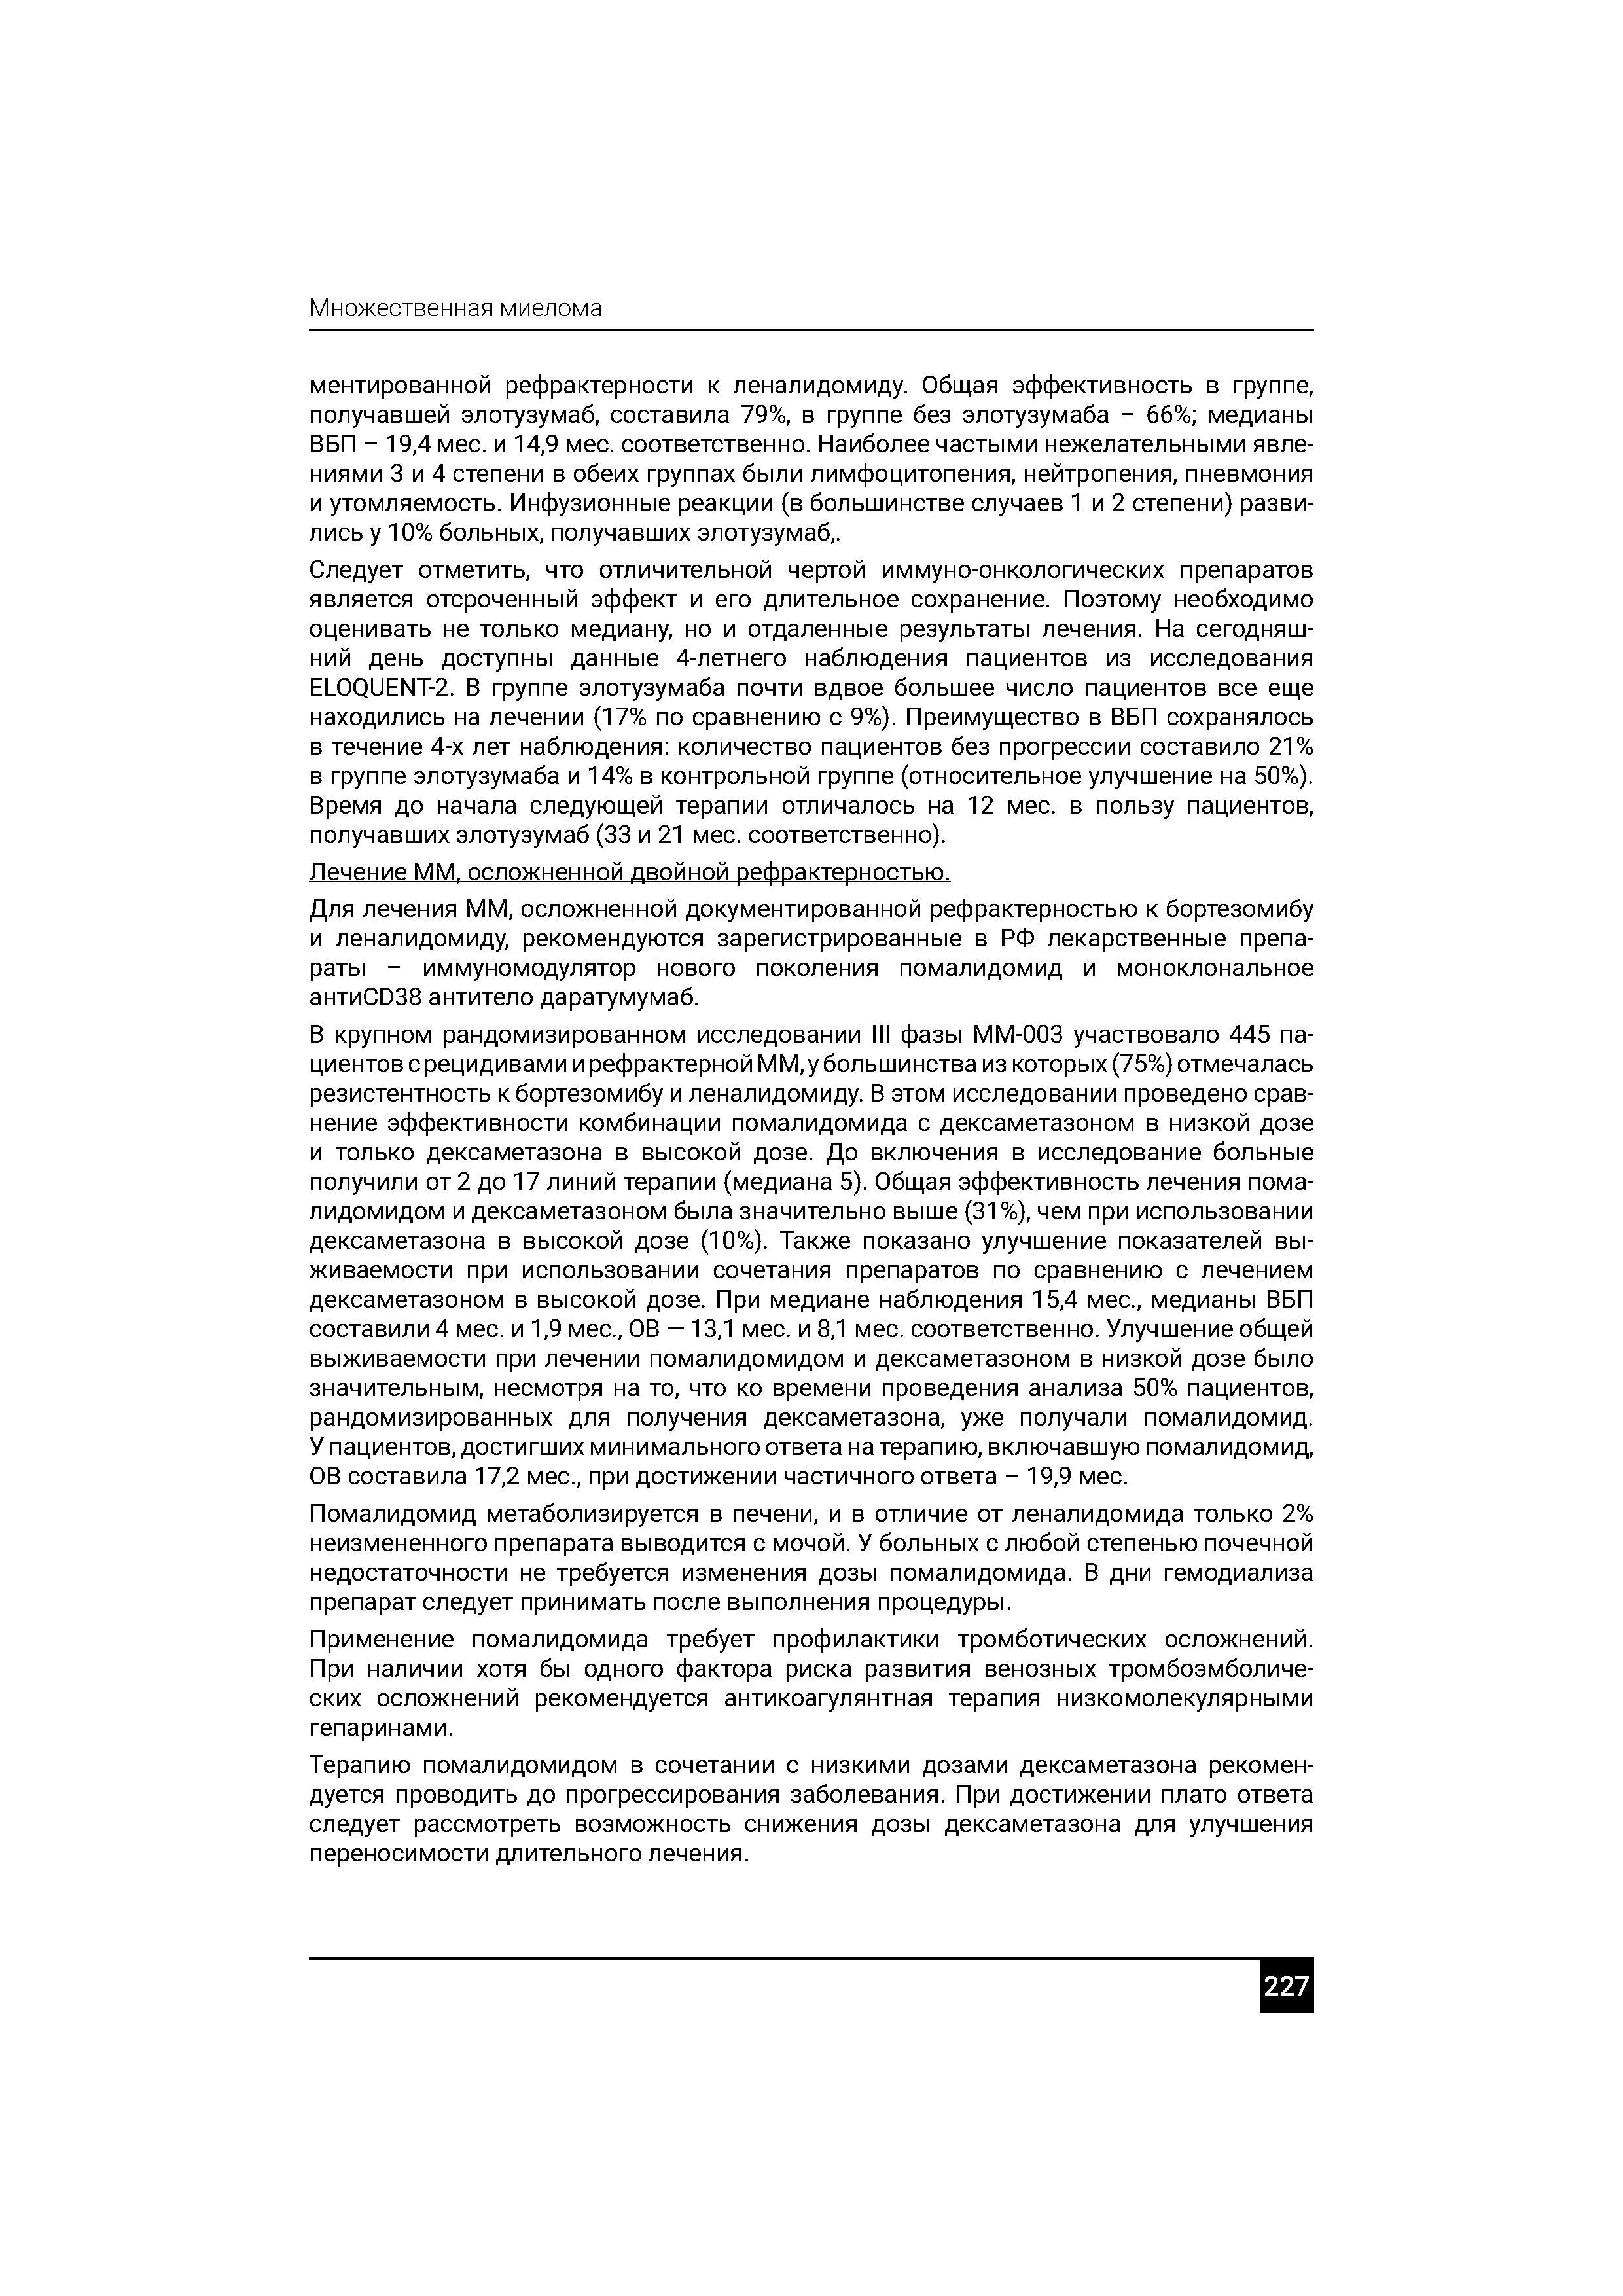 Множественная миелома
ментированной рефрактерности к леналидомиду. Общая эффективность в группе,
получавшей элотузумаб, составила 79%, в группе без элотузумаба – 66%; медианы
ВБП – 19,4 мес. и 14,9 мес. соответственно. Наиболее частыми нежелательными явле-
ниями 3 и 4 степени в обеих группах были лимфоцитопения, нейтропения, пневмония
и утомляемость. Инфузионные реакции (в большинстве случаев 1 и 2 степени) разви-
лись у 10% больных, получавших элотузумаб,.
Следует отметить, что отличительной чертой иммуно-онкологических препаратов
является отсроченный эффект и его длительное сохранение. Поэтому необходимо
оценивать не только медиану, но и отдаленные результаты лечения. На сегодняш-
ний день доступны данные 4-летнего наблюдения пациентов из исследования
ELOQUENT-2. В группе элотузумаба почти вдвое большее число пациентов все еще
находились на лечении (17% по сравнению с 9%). Преимущество в ВБП сохранялось
в течение 4-х лет наблюдения: количество пациентов без прогрессии составило 21%
в группе элотузумаба и 14% в контрольной группе (относительное улучшение на 50%).
Время до начала следующей терапии отличалось на 12 мес. в пользу пациентов,
получавших элотузумаб (33 и 21 мес. соответственно).
Лечение ММ, осложненной двойной рефрактерностью.
Для лечения ММ, осложненной документированной рефрактерностью к бортезомибу
и леналидомиду, рекомендуются зарегистрированные в РФ лекарственные препа-
раты – иммуномодулятор нового поколения помалидомид и моноклональное
антиCD38 антитело даратумумаб.
В крупном рандомизированном исследовании III фазы ММ-003 участвовало 445 па-
циентов с рецидивами и рефрактерной ММ, у большинства из которых (75%) отмечалась
резистентность к бортезомибу и леналидомиду. В этом исследовании проведено срав-
нение эффективности комбинации помалидомида с дексаметазоном в низкой дозе
и только дексаметазона в высокой дозе. До включения в исследование больные
получили от 2 до 17 линий терапии (медиана 5). Общая эффективность лечения пома-
лидомидом и дексаметазоном была значительно выше (31%), чем при использовании
дексаметазона в высокой дозе (10%). Также показано улучшение показателей вы-
живаемости при использовании сочетания препаратов по сравнению с лечением
дексаметазоном в высокой дозе. При медиане наблюдения 15,4 мес., медианы ВБП
составили 4 мес. и 1,9 мес., ОВ — 13,1 мес. и 8,1 мес. соответственно. Улучшение общей
выживаемости при лечении помалидомидом и дексаметазоном в низкой дозе было
значительным, несмотря на то, что ко времени проведения анализа 50% пациентов,
рандомизированных для получения дексаметазона, уже получали помалидомид.
У пациентов, достигших минимального ответа на терапию, включавшую помалидомид,
ОВ составила 17,2 мес., при достижении частичного ответа – 19,9 мес.
Помалидомид метаболизируется в печени, и в отличие от леналидомида только 2%
неизмененного препарата выводится с мочой. У больных с любой степенью почечной
недостаточности не требуется изменения дозы помалидомида. В дни гемодиализа
препарат следует принимать после выполнения процедуры.
Применение помалидомида требует профилактики тромботических осложнений.
При наличии хотя бы одного фактора риска развития венозных тромбоэмболиче-
ских осложнений рекомендуется антикоагулянтная терапия низкомолекулярными
гепаринами.
Терапию помалидомидом в сочетании с низкими дозами дексаметазона рекомен-
дуется проводить до прогрессирования заболевания. При достижении плато ответа
следует рассмотреть возможность снижения дозы дексаметазона для улучшения
переносимости длительного лечения.
227